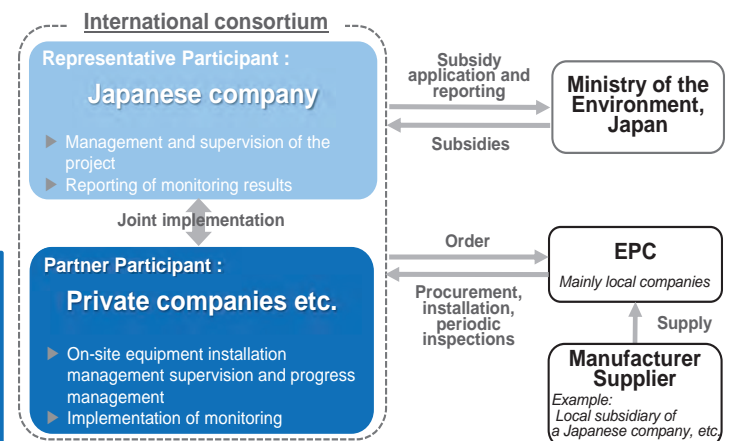 International consortium
Representative Participant :
Japanese company
▶ Management and supervision of the
project
▶ Reporting of monitoring results
Joint implementation
Partner Participant :
Private companies etc.
▶ On-site equipment installation
management supervision and progress
management
▶ Implementation of monitoring
Subsidy
application and
reporting
Subsidies
Ministry of the
Environment,
Japan
Order
Procurement,
installation,
periodic
inspections
EPC
Mainly local companies
Supply
Manufacturer
Supplier
Example:
Local subsidiary of
a Japanese company, etc.